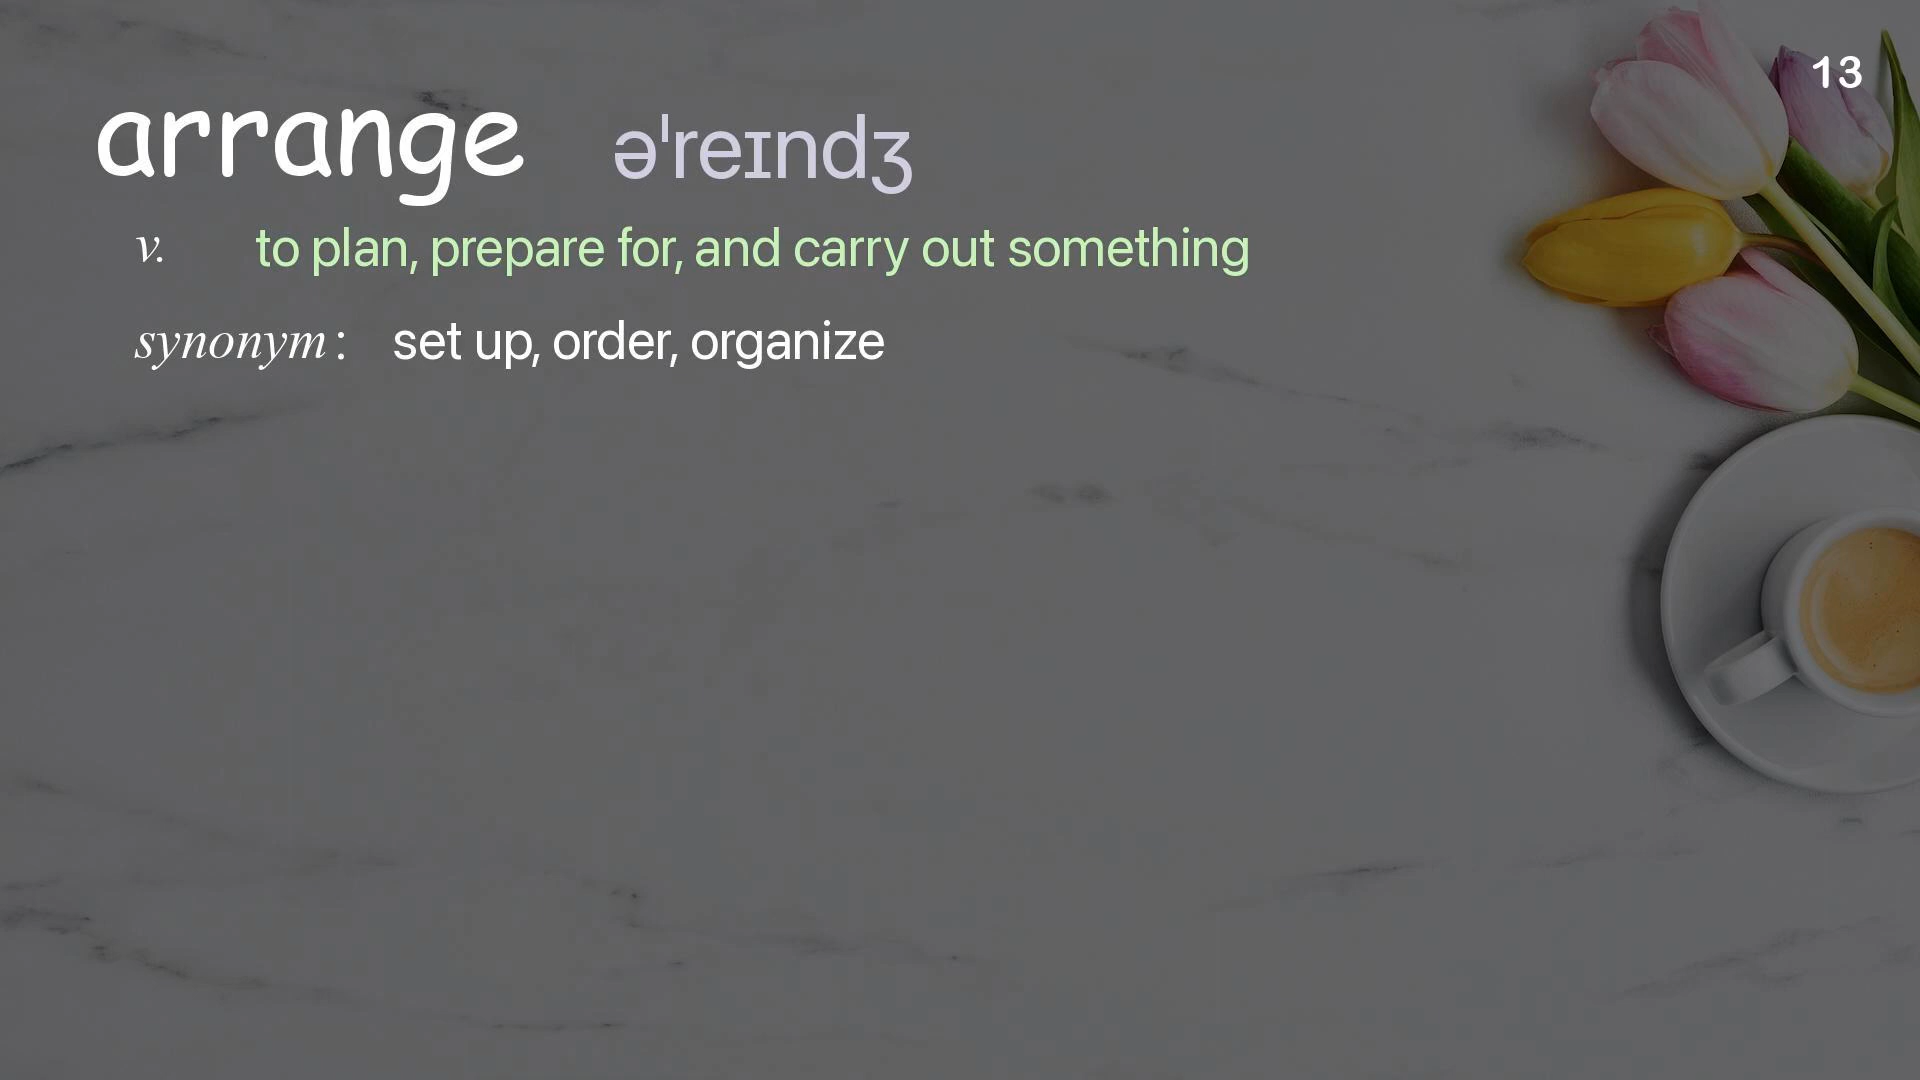 13
arrange əˈreɪndʒ
v. to plan, prepare for, and carry out something
synonym : set up, order, organize